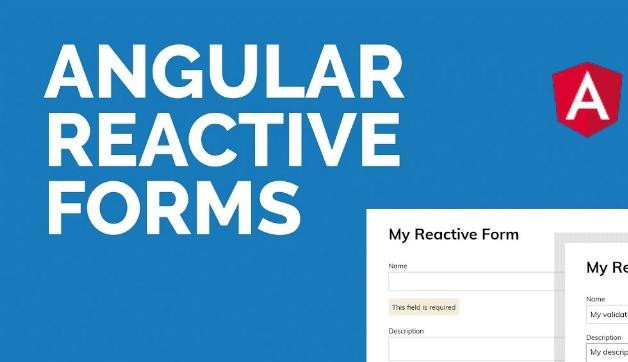 ANGULAR
REACTIVE
FORMS
A
My Reactive Form
Name
This field is required
Description
My Re
Name
My validat
Description
My descrip